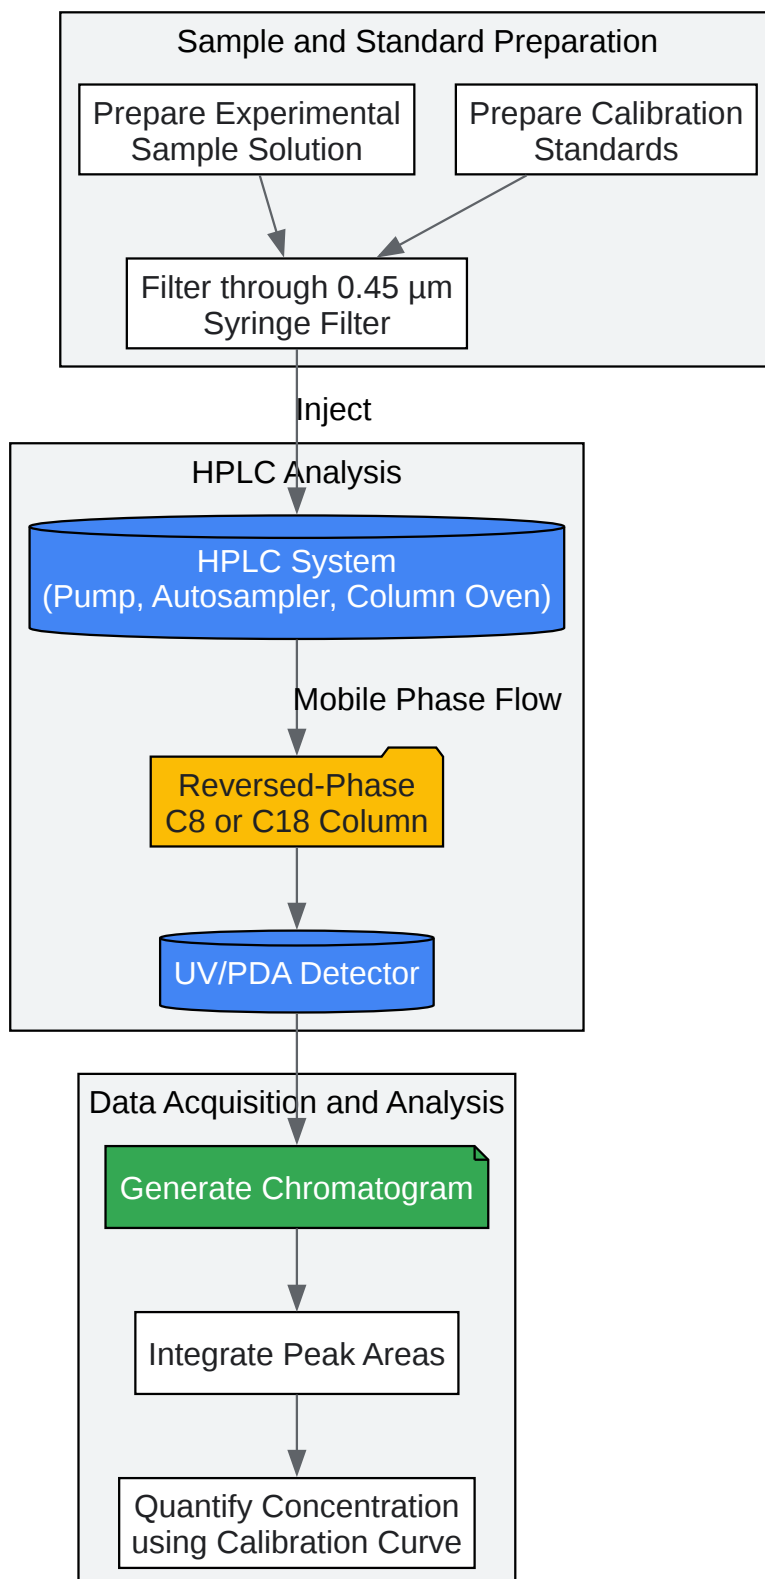 Sample and Standard Preparation
Prepare Experimental
Sample Solution
Prepare Calibration
Standards
Filter through 0.45 µm
Syringe Filter
Inject
HPLC Analysis
HPLC System
(Pump, Autosampler, Column Oven)
Mobile Phase Flow
Reversed-Phase
C8 or C18 Column
UV/PDA Detector
Data Acquisition and Analysis
Generate Chromatogram
Integrate Peak Areas
Quantify Concentration
using Calibration Curve